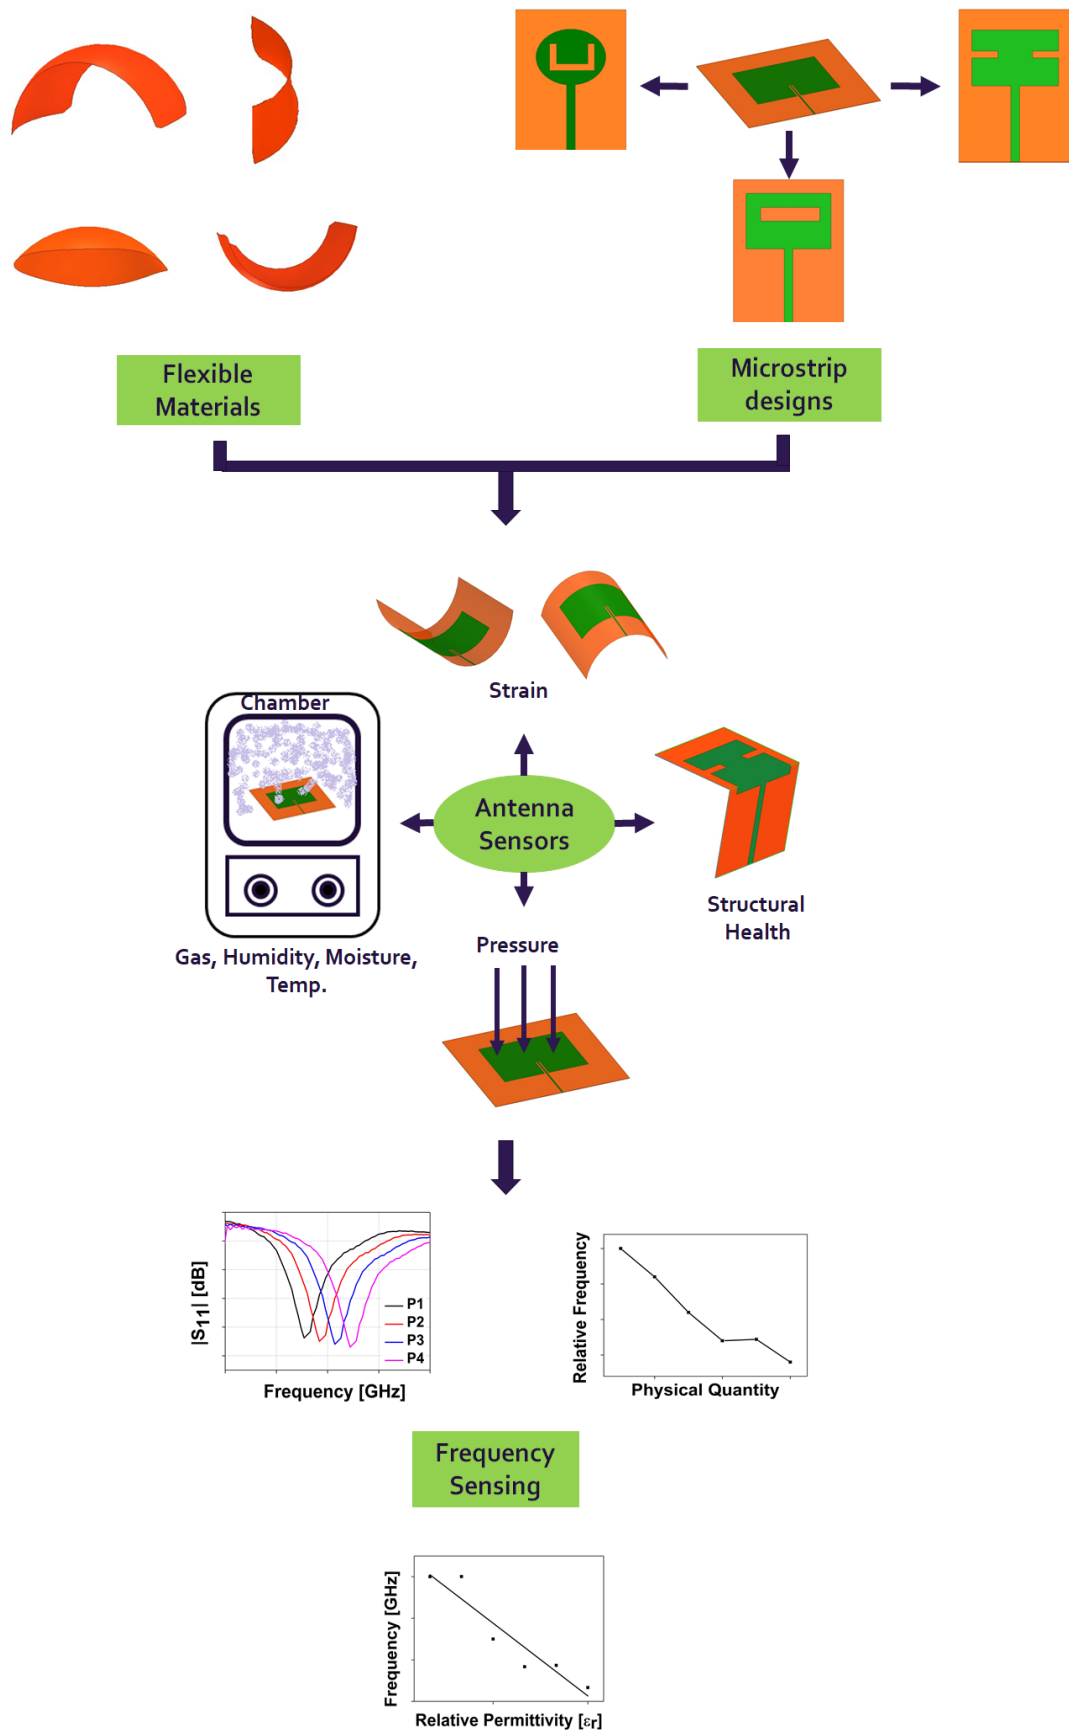 Flexible
Materials
Microstrip
designs
Strain
Chamber
Antenna
Sensors
Structural
Health
Gas, Humidity, Moisture,
Temp.
Pressure
|S11| [dB]
P1
P2
P3
P4
Frequency [GHz]
Relative Frequency
Physical Quantity
Frequency
Sensing
Frequency [GHz]
Relative Permittivity [εr]